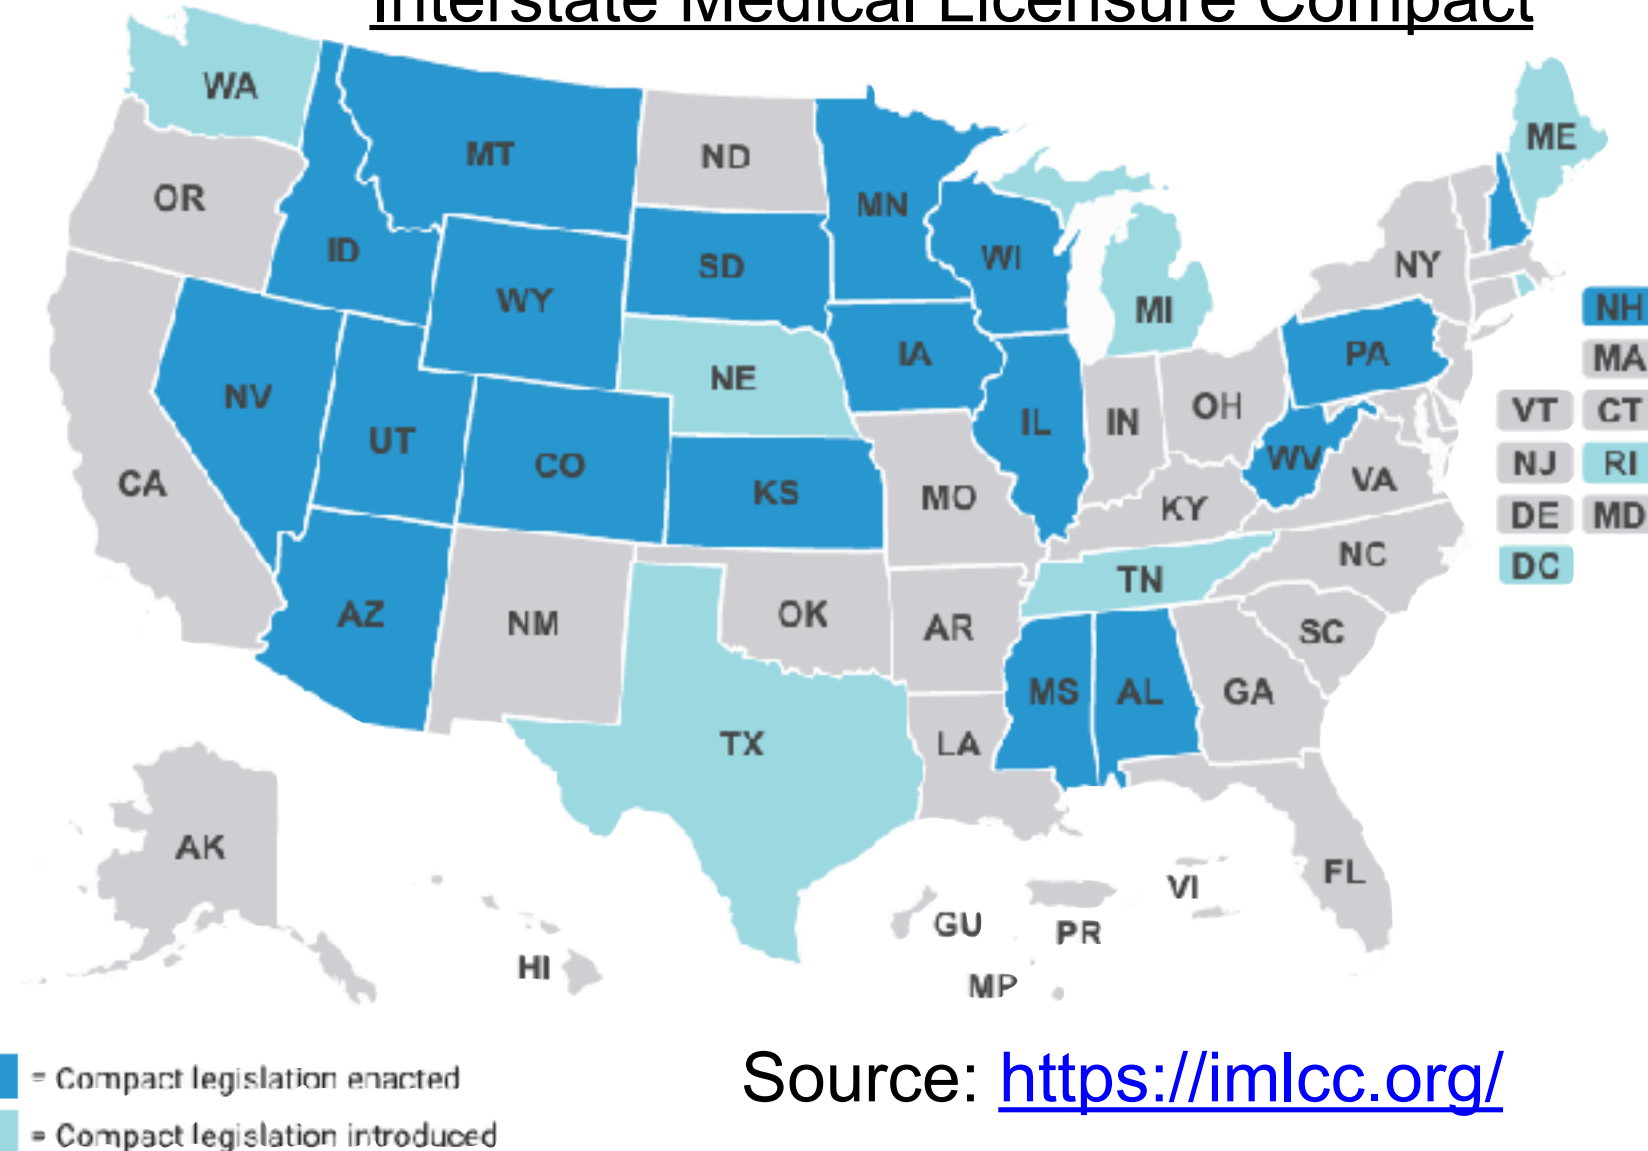 Interstate Medical Licensure Compact
WA
ME
MT
ND
OR
MN
ID
SD
WI
NY
WY
MI
NH
IA
PA
MA
NE
NV
IL
IN
OH
VT
CT
UT
CO
WV
NJ
RI
CA
KS
MO
VA
KY
DE
MD
NC
DC
TN
AZ
NM
OK
AR
SC
MS
AL
GA
TX
LA
AK
FL
VI
GU
PR
HI
MP
= Compact legislation enacted
= Compact legislation introduced
Source: https://imlcc.org/